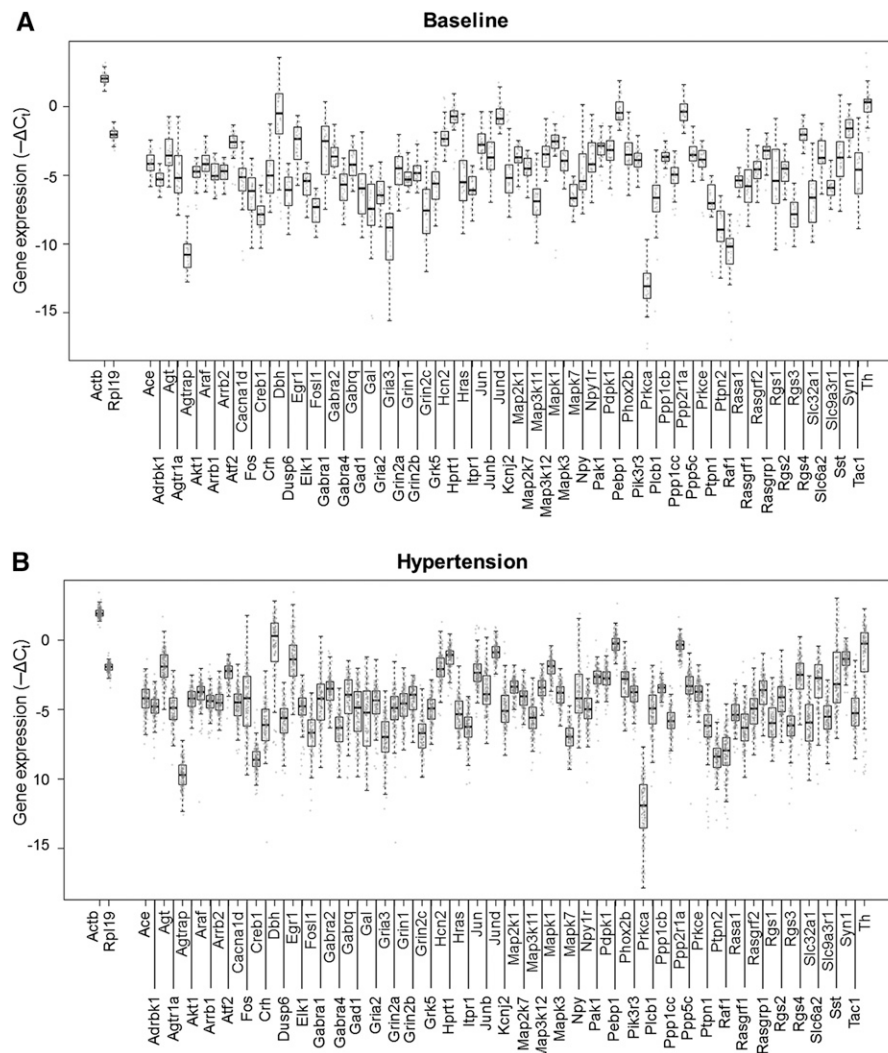 A
Baseline
Gene expression (−ΔCt)
0
-5
-10
-15
Actb Rpl19 Ace Agt Agtrap Araf Arrb2 Cacna1d Creb1 Dbh Egr1 Fosl1 Gabra2 Gabrq Gal Gria3 Grin1 Grin2c Hcn2 Hprt1 Hras Jun Jund Map2k1 Map3k11 Mapk1 Mapk7 Npy1r Pdpk1 Pebp1 Phox2b Prkca Ppp1cb Ppp2r1a Prkce Ptpn2 Rasa1 Rasgrf2 Rgs1 Rgs3 Rgs4 Slc32a1 Slc9a3r1 Syn1 Th
Adrbk1 Agtr1a Akt1 Arrb1 Atf2 Fos Crh Dusp6 Elk1 Gabra1 Gabra4 Gad1 Gria2 Grin2a Grin2b Grk5 Itpr1 Junb Kcnj2 Map2k7 Map3k12 Mapk3 Npy Pak1 Pik3r3 Plcb1 Ppp1cc Ppp5c Ptpn1 Raf1 Rasgrf1 Rasgrp1 Rgs2 Slc6a2 Sst Tac1
B
Hypertension
Gene expression (−ΔCt)
0
-5
10
-15
Actb Rpl19 Ace Agt Agtrap Araf Arrb2 Cacna1d Creb1 Dbh Egr1 Fosl1 Gabra2 Gabrq Gal Gria3 Grin1 Grin2c Hcn2 Hprt1 Hras Jun Jund Map2k1 Map3k11 Mapk1 Mapk7 Npy1r Pdpk1 Pebp1 Phox2b Prkca Ppp1cb Ppp2r1a Prkce Ptpn2 Rasa1 Rasgrf2 Rgs1 Rgs3 Rgs4 Slc32a1 Slc9a3r1 Syn1 Th
Adrbk1 Agtr1a Akt1 Arrb1 Atf2 Fos Crh Dusp6 Elk1 Gabra1 Gabra4 Gad1 Gria2 Grin2a Grin2b Grk5 Itpr1 Junb Kcnj2 Map2k7 Map3k12 Mapk3 Npy Pak1 Pik3r3 Plcb1 Ppp1cc Ppp5c Ptpn1 Raf1 Rasgrf1 Rasgrp1 Rgs2 Slc6a2 Sst Tac1